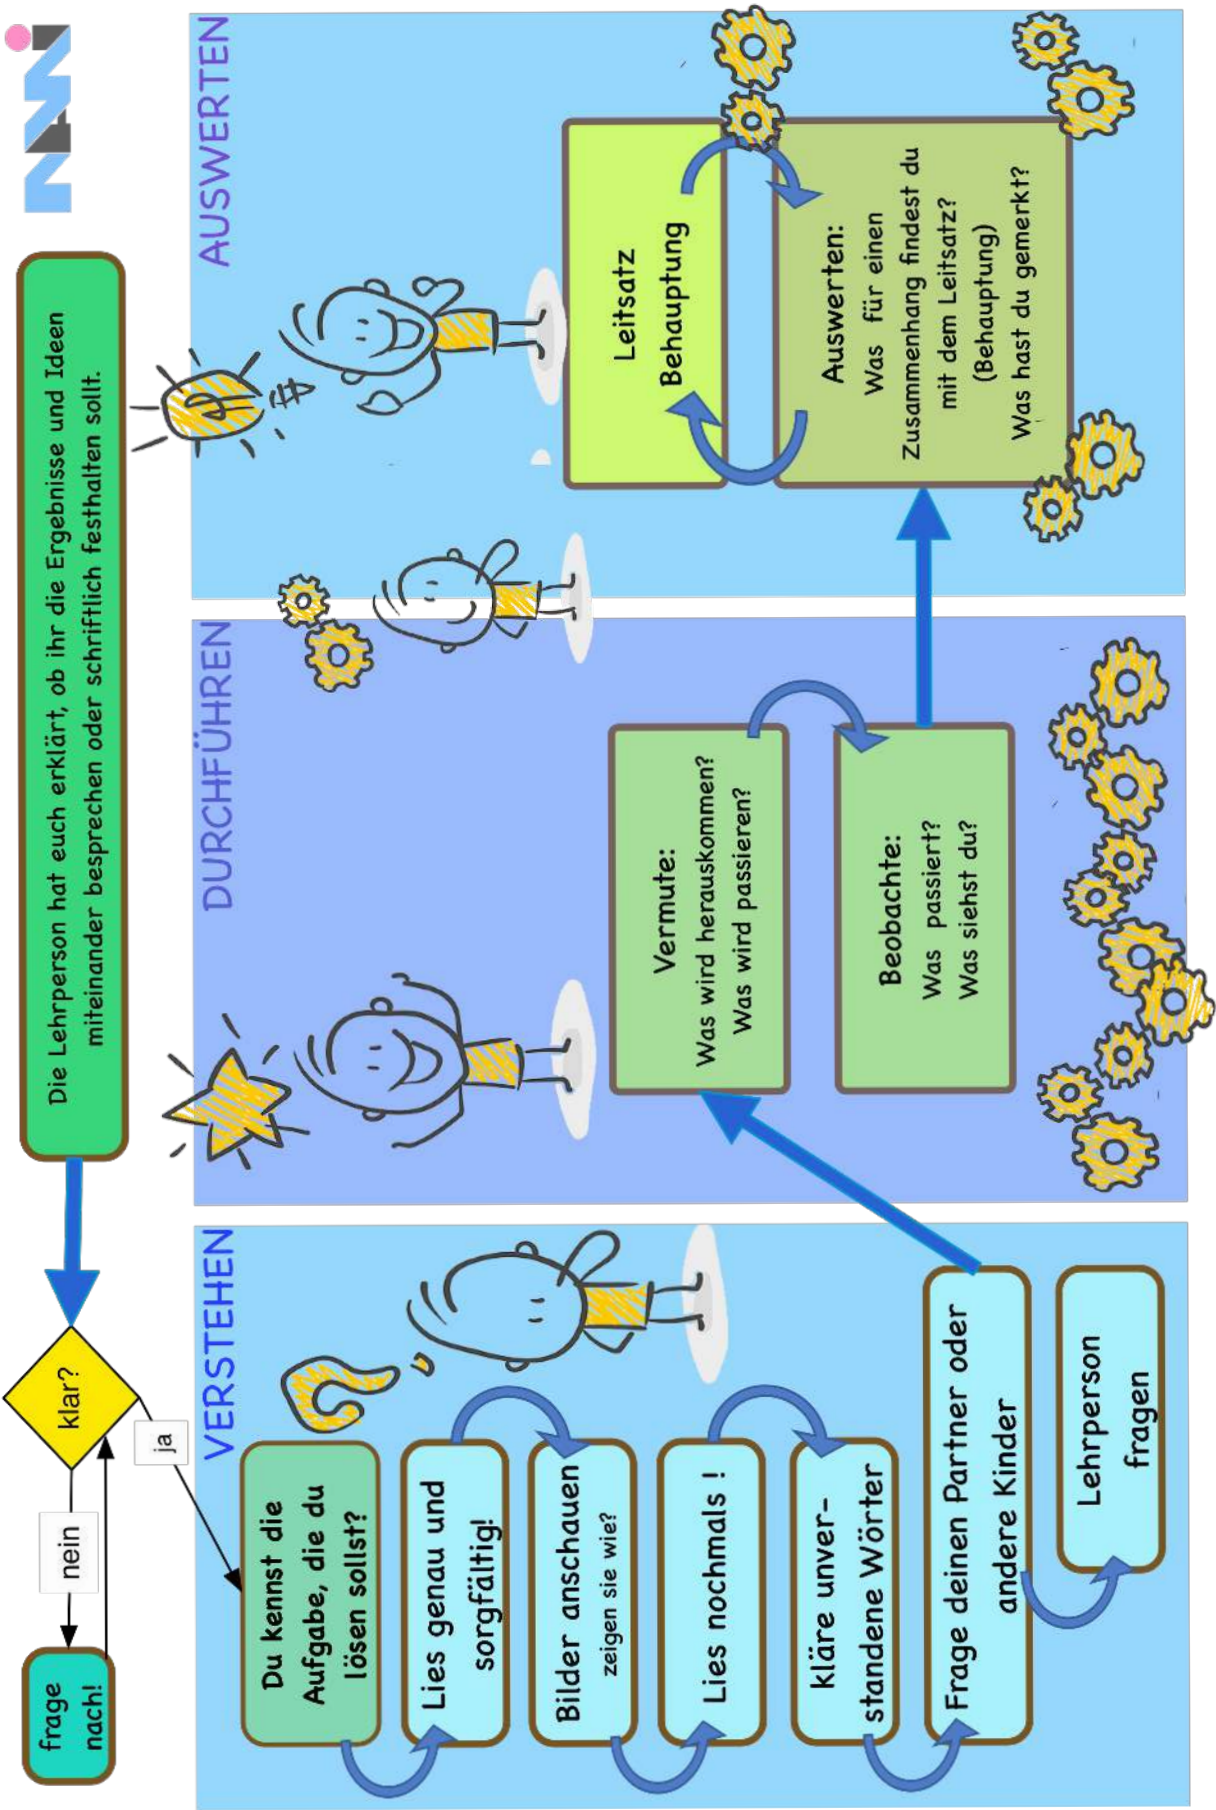 Die Lehrperson hat euch erklärt, ob ihr die Ergebnisse und Ideen
miteinander besprechen oder schriftlich festhalten sollt.
klar?
nein
frage
nach!
ja
VERSTEHEN
Du kennst die
Aufgabe, die du
lösen sollst?
Lies genau und
sorgfältig!
Bilder anschauen
zeigen sie wie?
Lies nochmals !
kläre unver-
standene Wörter
Frage deinen Partner oder
andere Kinder
Lehrperson
fragen
DURCHFÜHREN
Vermute:
Was wird herauskommen?
Was wird passieren?
Beobachte:
Was passiert?
Was siehst du?
AUSWERTEN
Leitsatz
Behauptung
Auswerten:
Was für einen
Zusammenhang findest du
mit dem Leitsatz?
(Behauptung)
Was hast du gemerkt?